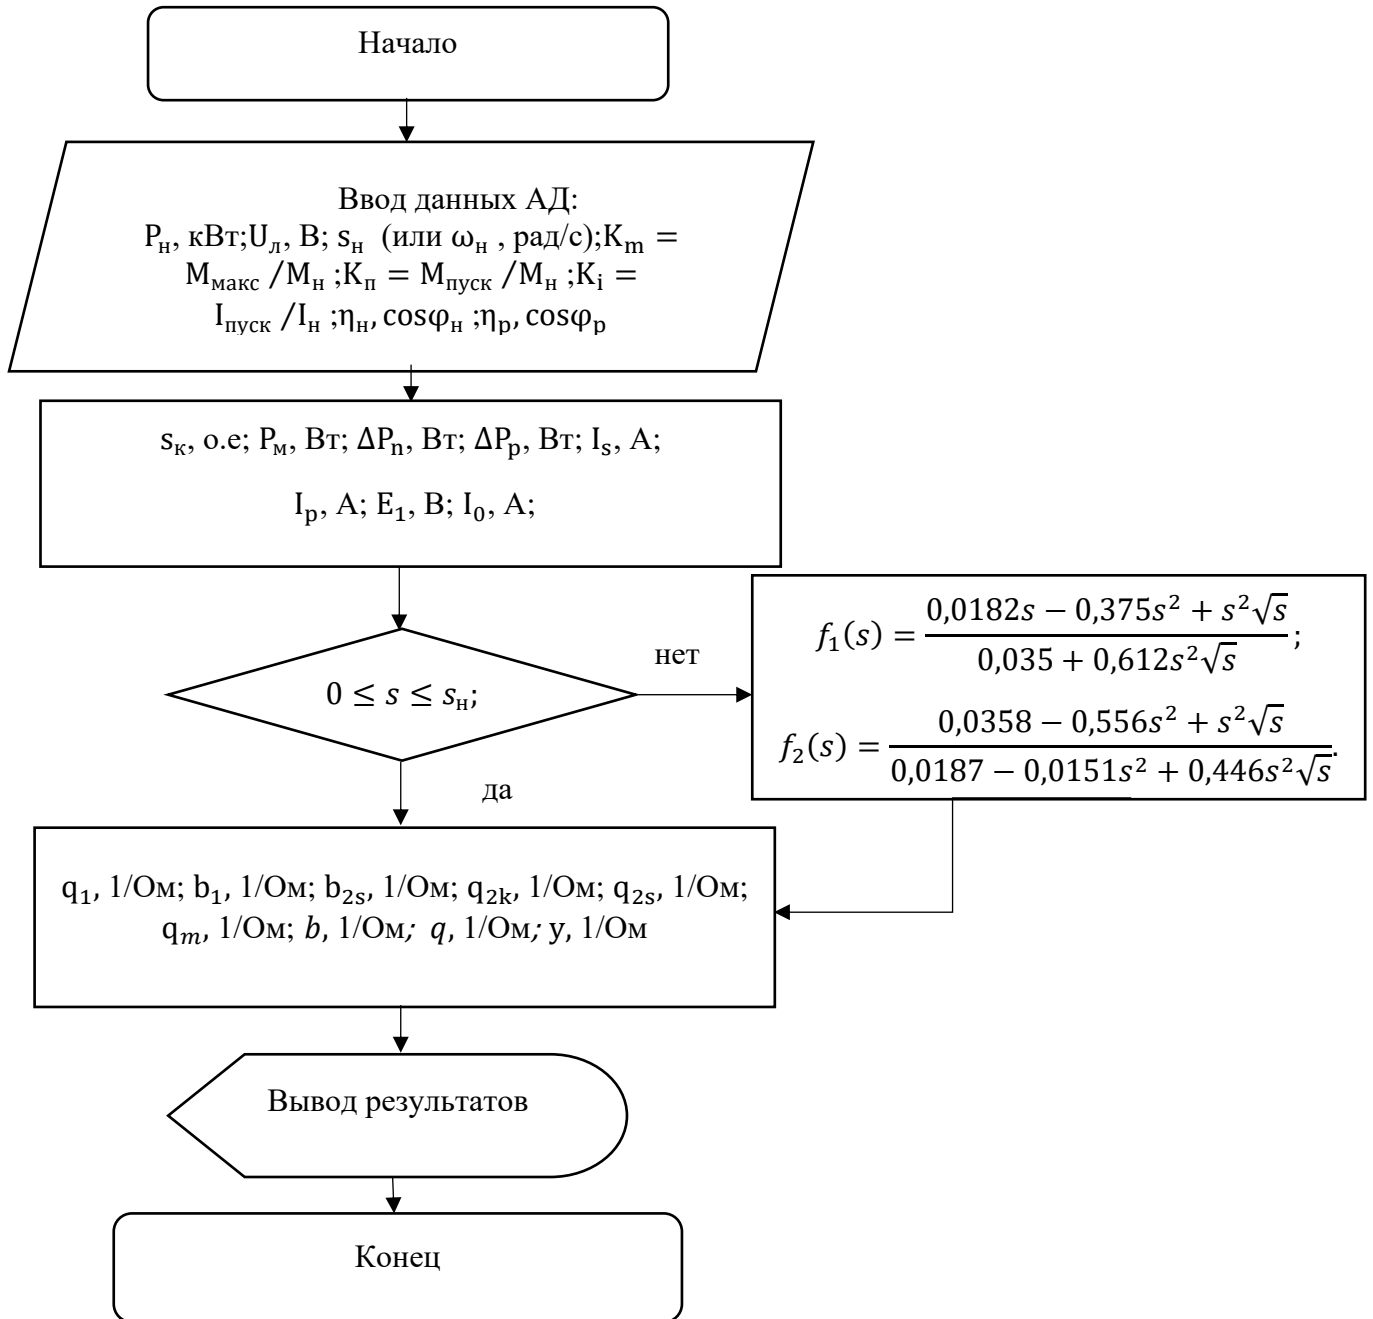 Начало
Ввод данных АД:
Pн, кВт;Uл, В; sн (или ωн , рад/с);Km =
Mмакс /Mн ;Kп = Mпуск /Mн ;Ki =
Iпуск /Iн ;ηн, cosφн ;ηp, cosφp
sк, о.е; Pм, Вт; ΔPn, Вт; ΔPp, Вт; Is, А;
Ip, А; E₁, В; I₀, А;
0 ≤ s ≤ sн;
нет
f₁(s) = (0,0182s − 0,375s² + s²√s) / (0,035 + 0,612s²√s);
f₂(s) = (0,0358 − 0,556s² + s²√s) / (0,0187 − 0,0151s² + 0,446s²√s).
да
q₁, 1/Ом; b₁, 1/Ом; b₂s, 1/Ом; q₂k, 1/Ом; q₂s, 1/Ом;
qm, 1/Ом; b, 1/Ом; q, 1/Ом; y, 1/Ом
Вывод результатов
Конец